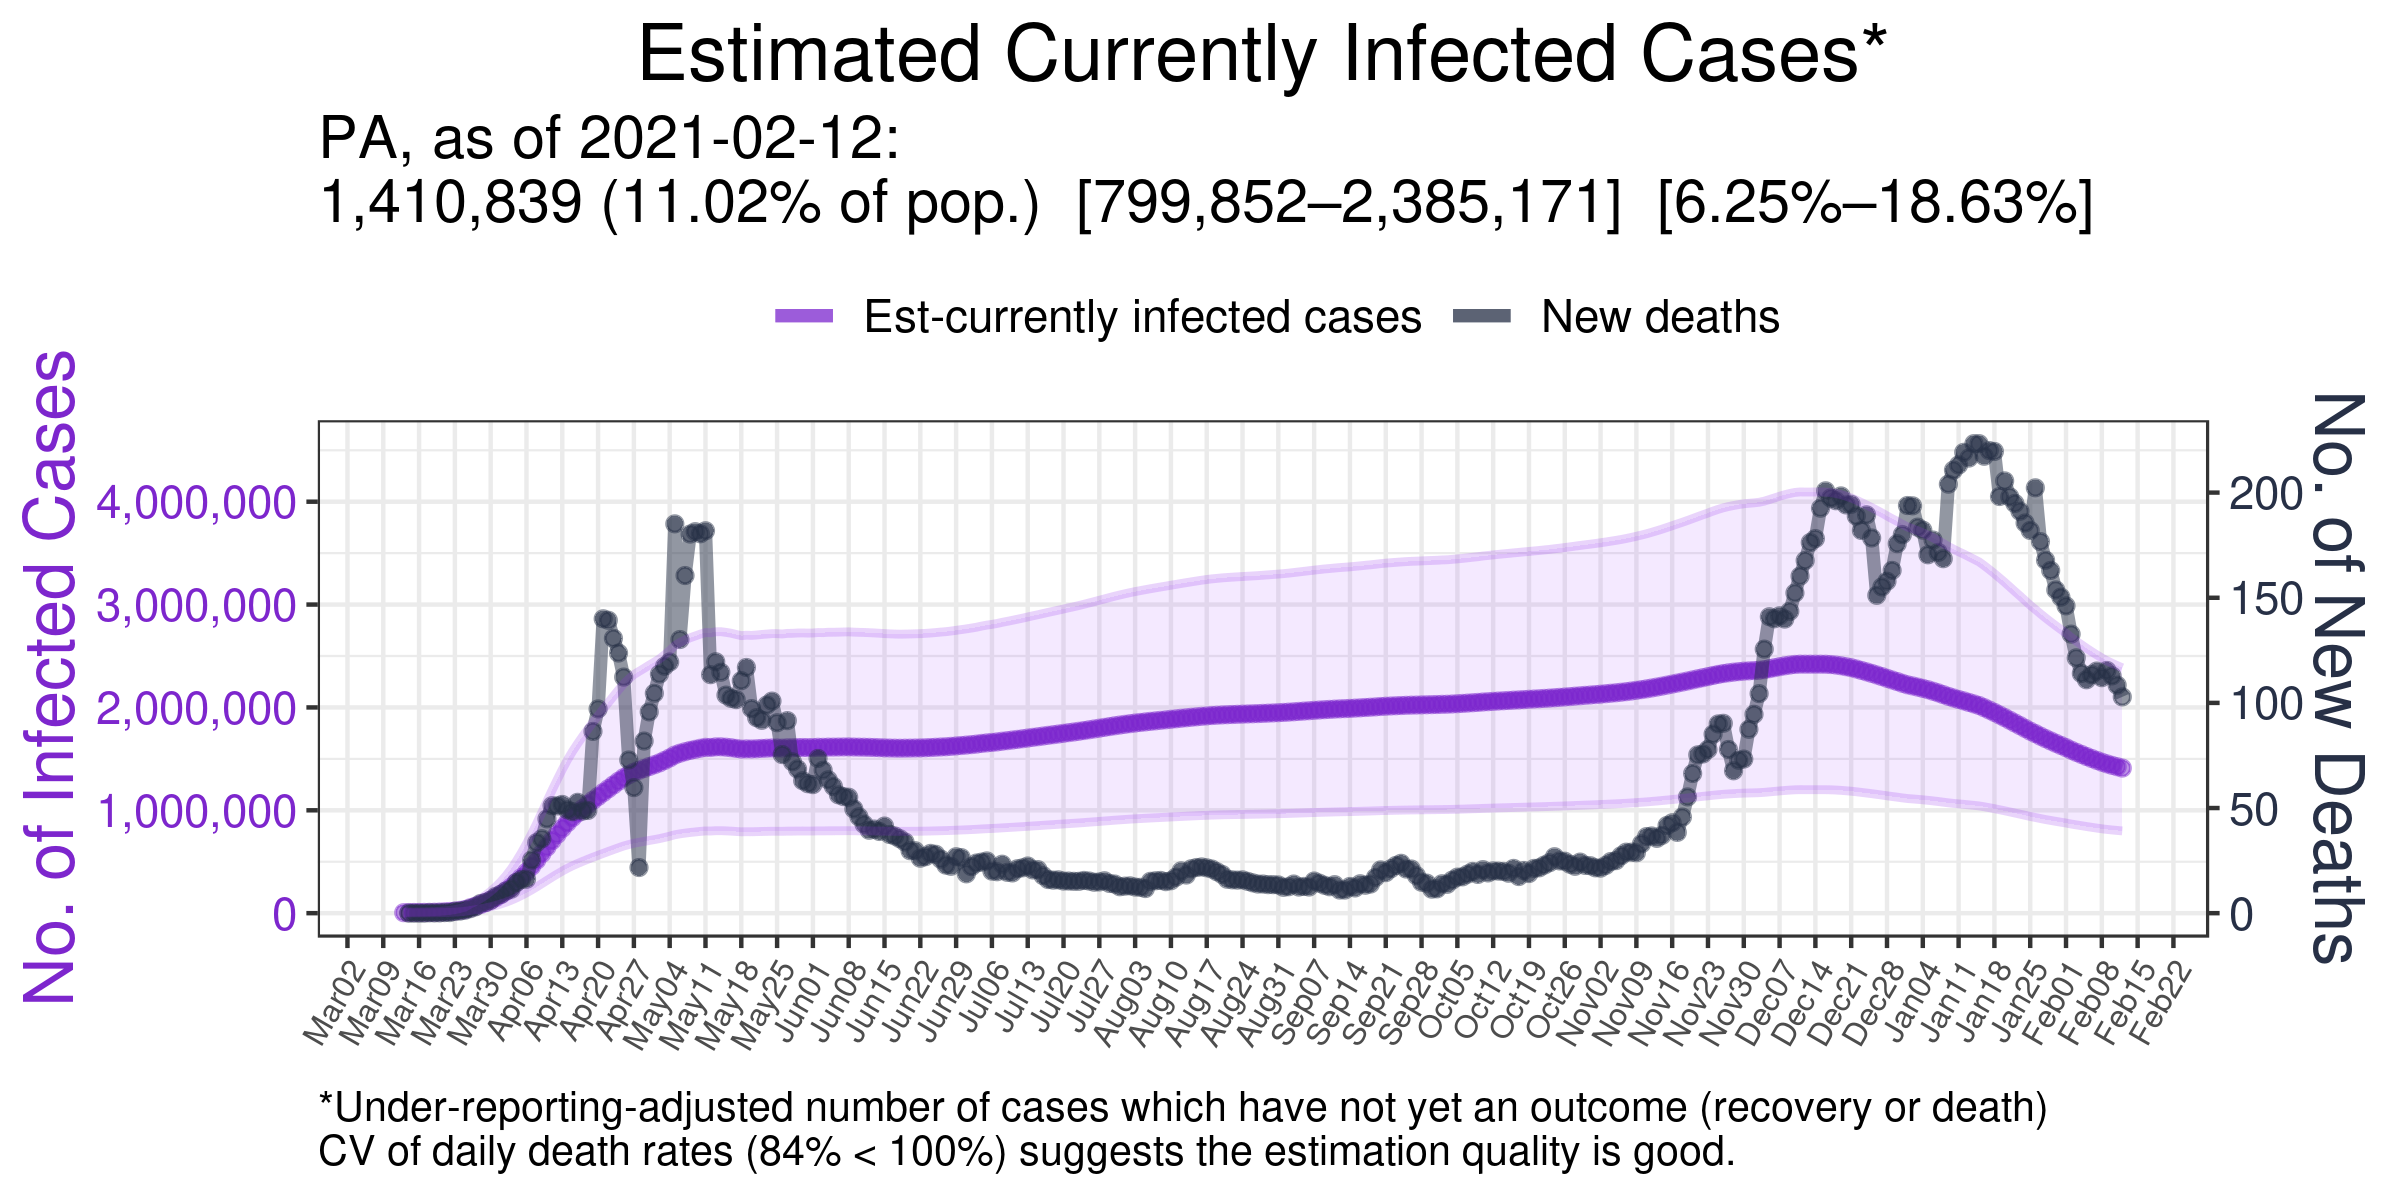 Estimated Currently Infected Cases*
PA, as of 2021-02-12:
1,410,839 (11.02% of pop.) [799,852–2,385,171] [6.25%–18.63%]
Est-currently infected cases
New deaths
No. of Infected Cases
4,000,000
3,000,000
2,000,000
1,000,000
0
200
150
100
50
0
No. of New Deaths
Mar02
Mar09
Mar16
Mar23
Mar30
Apr06
Apr13
Apr20
Apr27
May04
May11
May18
May25
Jun01
Jun08
Jun15
Jun22
Jun29
Jul06
Jul13
Jul20
Jul27
Aug03
Aug10
Aug17
Aug24
Aug31
Sep07
Sep14
Sep21
Sep28
Oct05
Oct12
Oct19
Oct26
Nov02
Nov09
Nov16
Nov23
Nov30
Dec07
Dec14
Dec21
Dec28
Jan04
Jan11
Jan18
Jan25
Feb01
Feb08
Feb15
Feb22
*Under-reporting-adjusted number of cases which have not yet an outcome (recovery or death)
CV of daily death rates (84% < 100%) suggests the estimation quality is good.